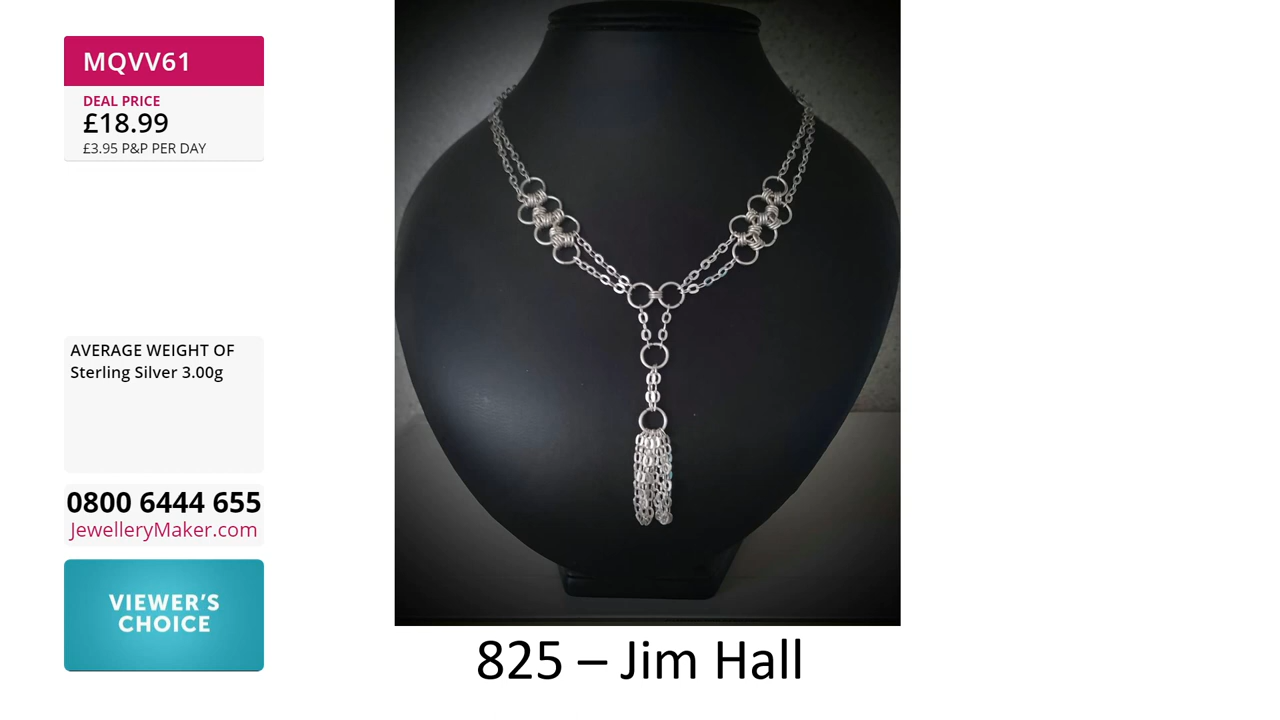 MQVV61
DEAL PRICE
£18.99
£3.95 P&P PER DAY
AVERAGE WEIGHT OF
Sterling Silver 3.00g
0800 6444 655
JewelleryMaker.com
VIEWER'S
CHOICE
825 – Jim Hall